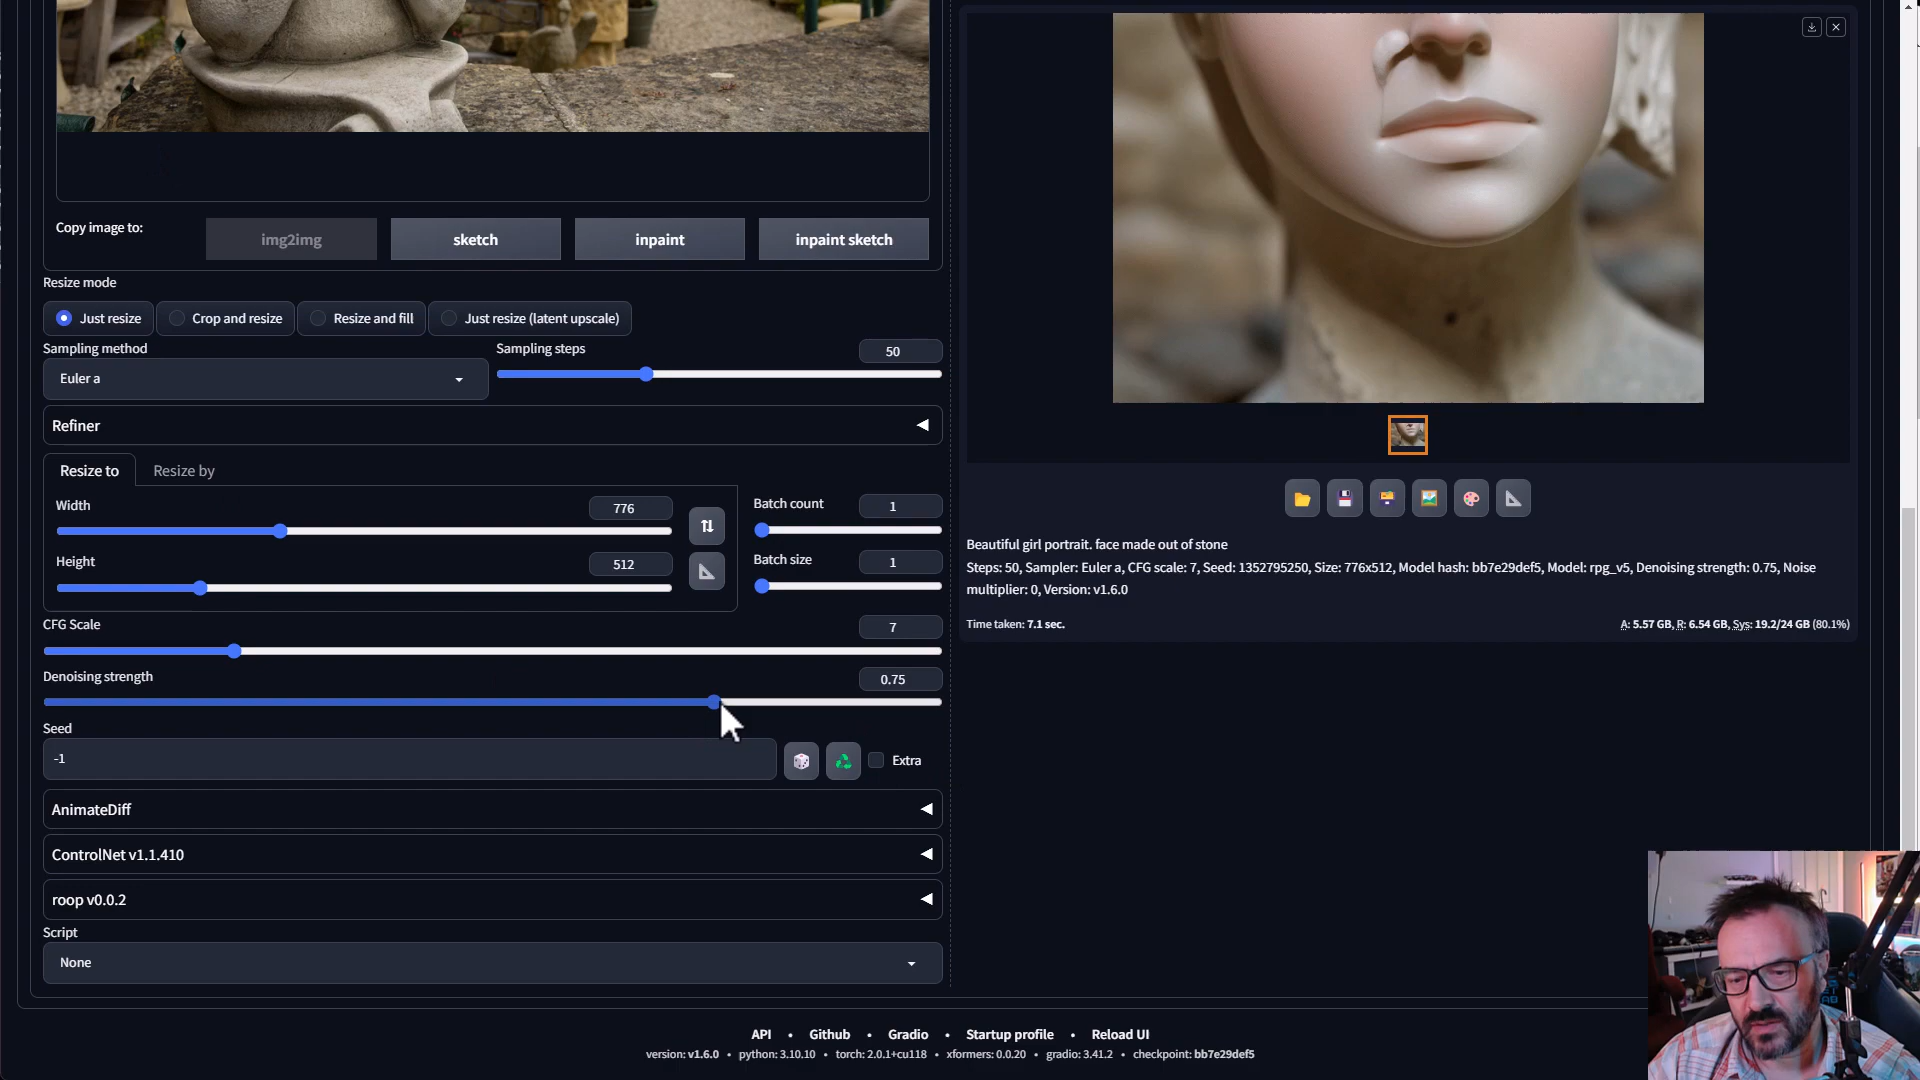 Copy image to:
img2img
sketch
inpaint
inpaint sketch
Resize mode
Just resize
Crop and resize
Resize and fill
Just resize (latent upscale)
Sampling method
Euler a
Sampling steps
50
Refiner
Resize to
Resize by
Width
776
Height
512
Batch count
1
Batch size
1
CFG Scale
7
Denoising strength
0.75
Seed
-1
Extra
AnimateDiff
ControlNet v1.1.410
roop v0.0.2
Script
None
Beautiful girl portrait. face made out of stone
Steps: 50, Sampler: Euler a, CFG scale: 7, Seed: 1352795250, Size: 776x512, Model hash: bb7e29def5, Model: rpg_v5, Denoising strength: 0.75, Noise
multiplier: 0, Version: v1.6.0
Time taken: 7.1 sec.
A: 5.57 GB, R: 6.54 GB, Sys: 19.2/24 GB (80.1%)
API • Github • Gradio • Startup profile • Reload UI
version: v1.6.0 • python: 3.10.10 • torch: 2.0.1+cu118 • xformers: 0.0.20 • gradio: 3.41.2 • checkpoint: bb7e29def5